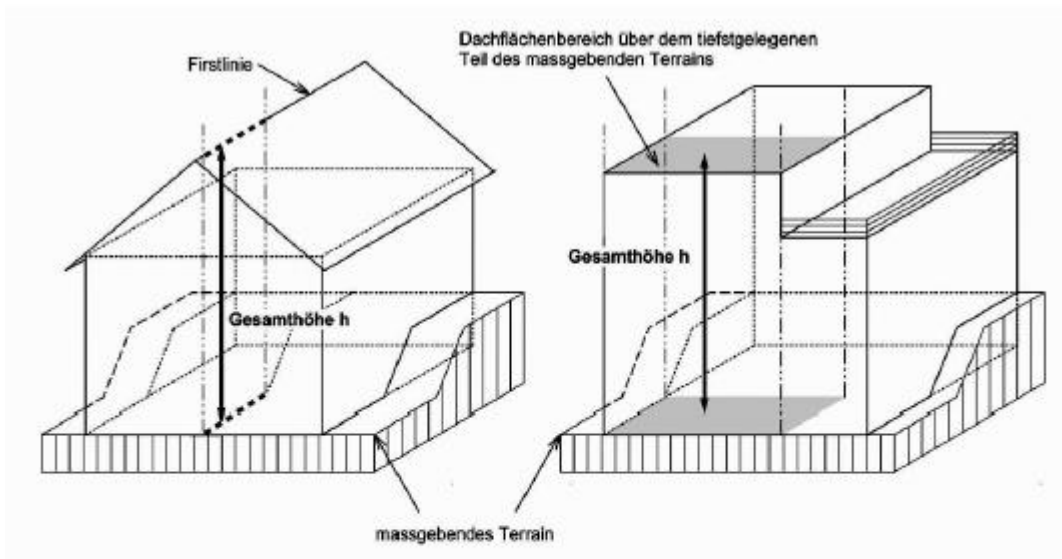 Firstlinie
Dachflächenbereich über dem tiefstgelegenen
Teil des massgebenden Terrains
Gesamthöhe h
Gesamthöhe h
massgebendes Terrain